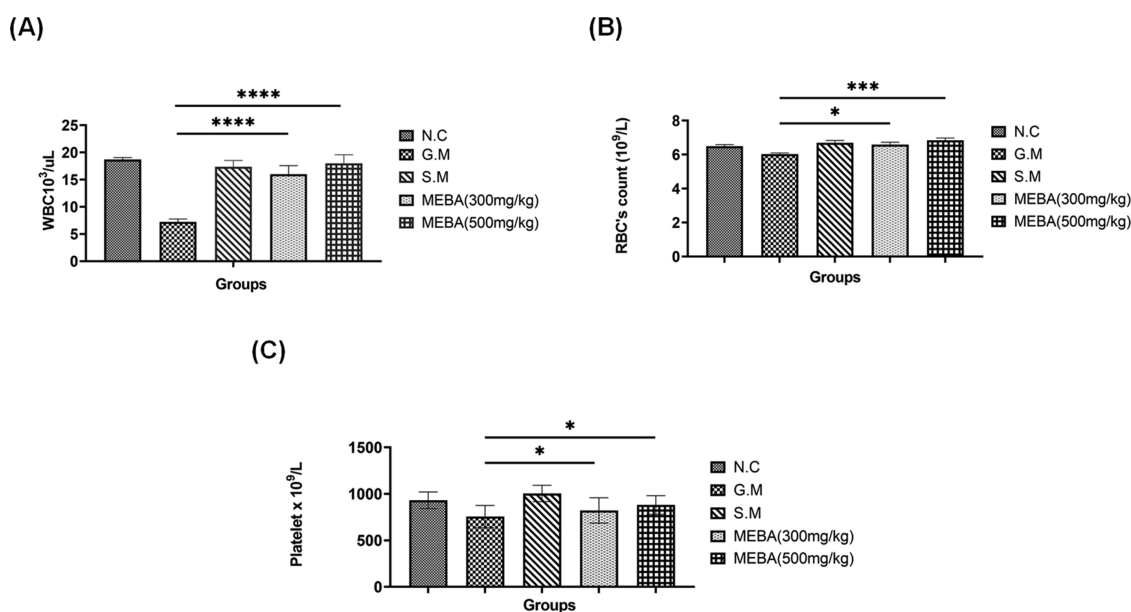 (A)
****
****
WBC10³/uL
25
20
15
10
5
0
Groups
N.C
G.M
S.M
MEBA(300mg/kg)
MEBA(500mg/kg)
(B)
***
*
RBC's count (10⁹/L)
8
6
4
2
0
Groups
N.C
G.M
S.M
MEBA(300mg/kg)
MEBA(500mg/kg)
(C)
*
*
Platelet x 10⁹/L
1500
1000
500
0
Groups
N.C
G.M
S.M
MEBA(300mg/kg)
MEBA(500mg/kg)